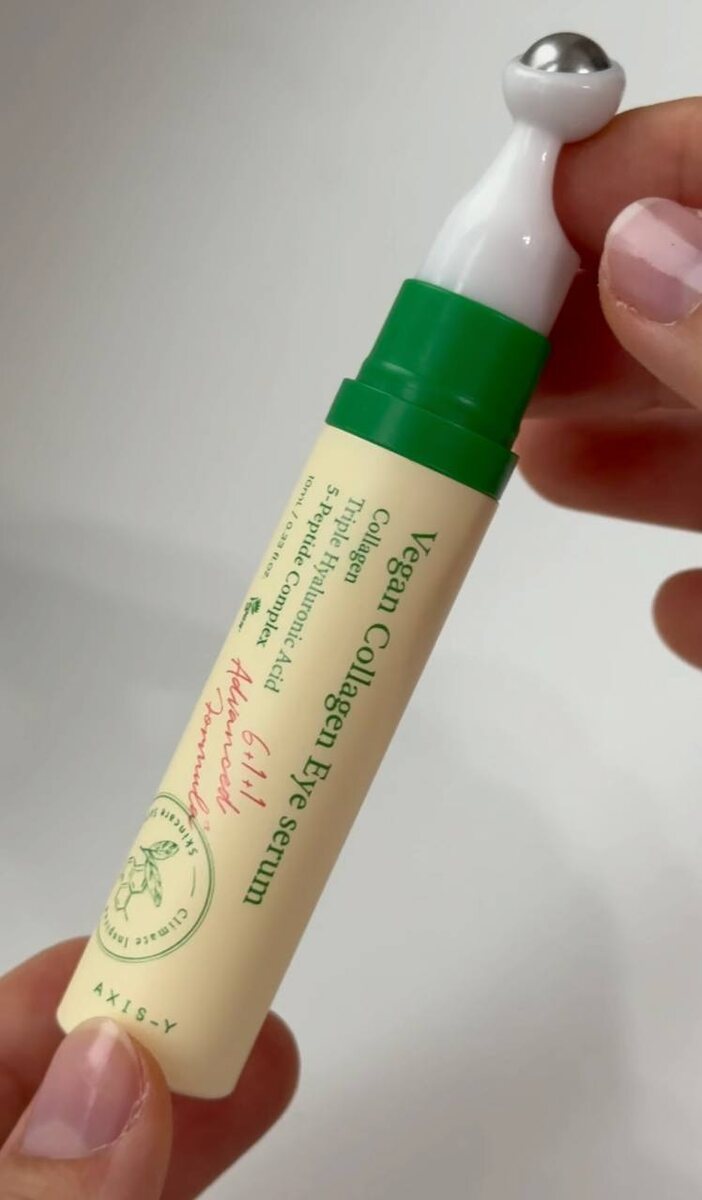 Vegan Collagen Eye serum
Collagen
Triple Hyaluronic Acid
5-Peptide Complex
10mL / 0.33 fl.oz.
6+1+1
Advanced
Formula
Skincare
Climate
AXIS-Y